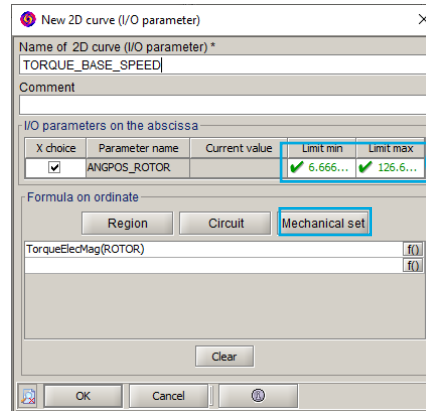 New 2D curve (I/O parameter)
Name of 2D curve (I/O parameter) *
TORQUE_BASE_SPEED
Comment
I/O parameters on the abscissa
X choice Parameter name Current value Limit min Limit max
ANGPOS_ROTOR 6.666... 126.6...
Formula on ordinate
Region Circuit Mechanical set
TorqueElecMag(ROTOR) f()
f()
Clear
OK Cancel